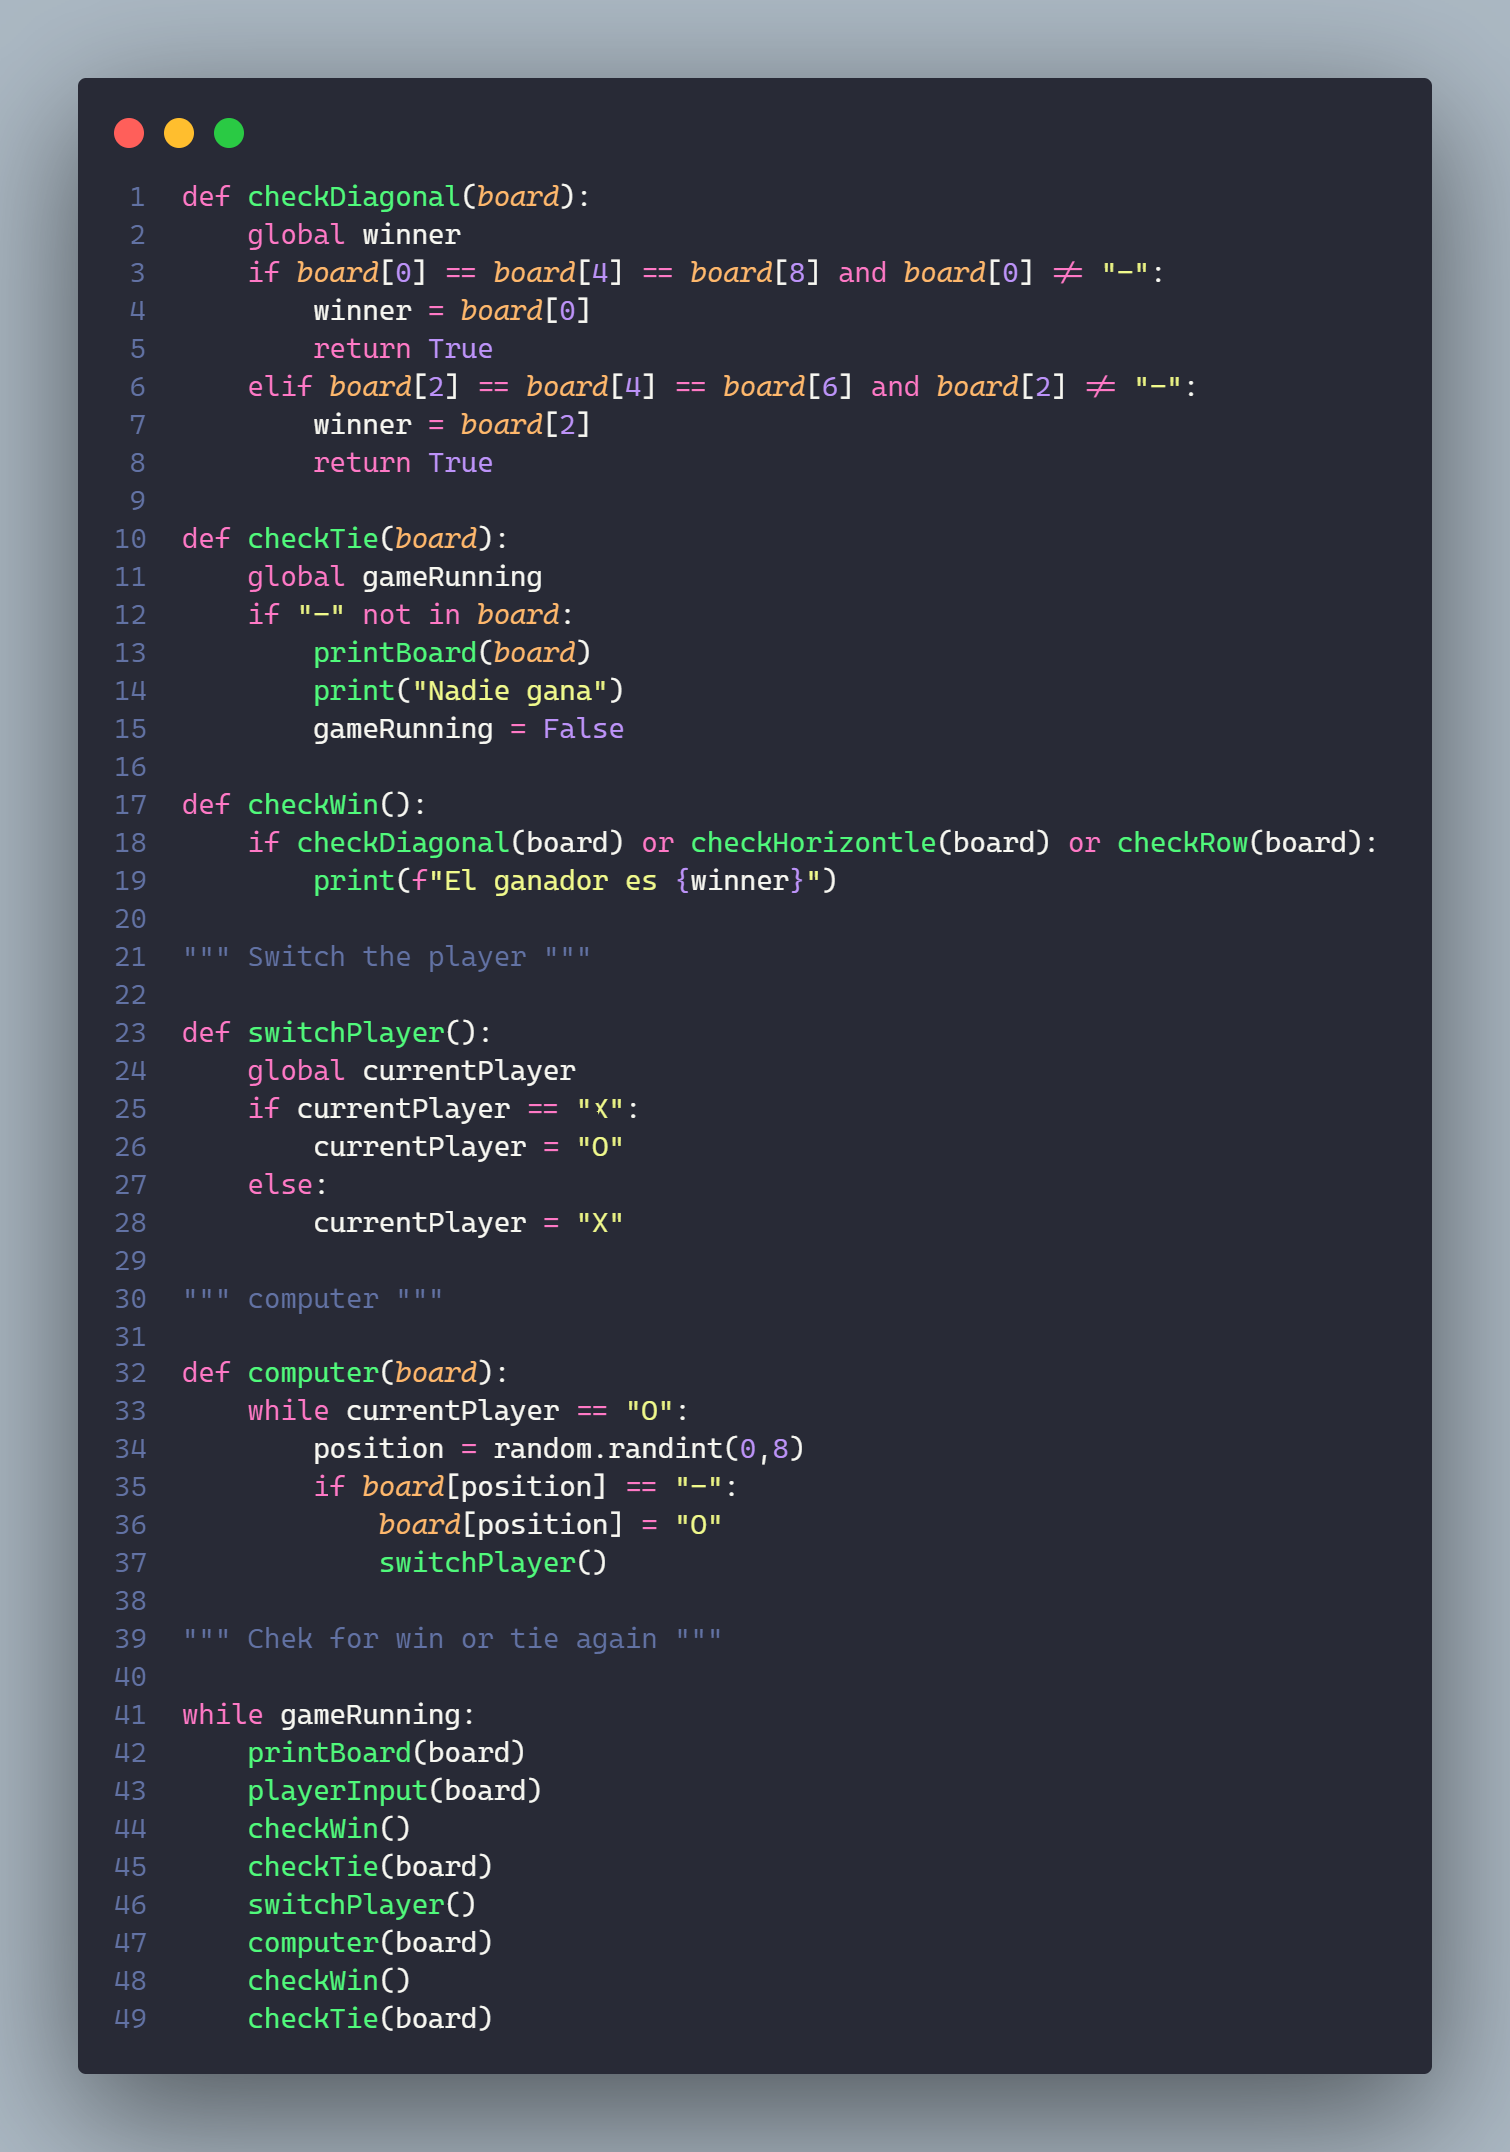 1 def checkDiagonal(board):
2     global winner
3     if board[0] == board[4] == board[8] and board[0] != "-":
4         winner = board[0]
5         return True
6     elif board[2] == board[4] == board[6] and board[2] != "-":
7         winner = board[2]
8         return True
9
10 def checkTie(board):
11     global gameRunning
12     if "-" not in board:
13         printBoard(board)
14         print("Nadie gana")
15         gameRunning = False
16
17 def checkWin():
18     if checkDiagonal(board) or checkHorizontle(board) or checkRow(board):
19         print(f"El ganador es {winner}")
20
21 """ Switch the player """
22
23 def switchPlayer():
24     global currentPlayer
25     if currentPlayer == "X":
26         currentPlayer = "O"
27     else:
28         currentPlayer = "X"
29
30 """ computer """
31
32 def computer(board):
33     while currentPlayer == "O":
34         position = random.randint(0,8)
35         if board[position] == "-":
36             board[position] = "O"
37             switchPlayer()
38
39 """ Chek for win or tie again """
40
41 while gameRunning:
42     printBoard(board)
43     playerInput(board)
44     checkWin()
45     checkTie(board)
46     switchPlayer()
47     computer(board)
48     checkWin()
49     checkTie(board)